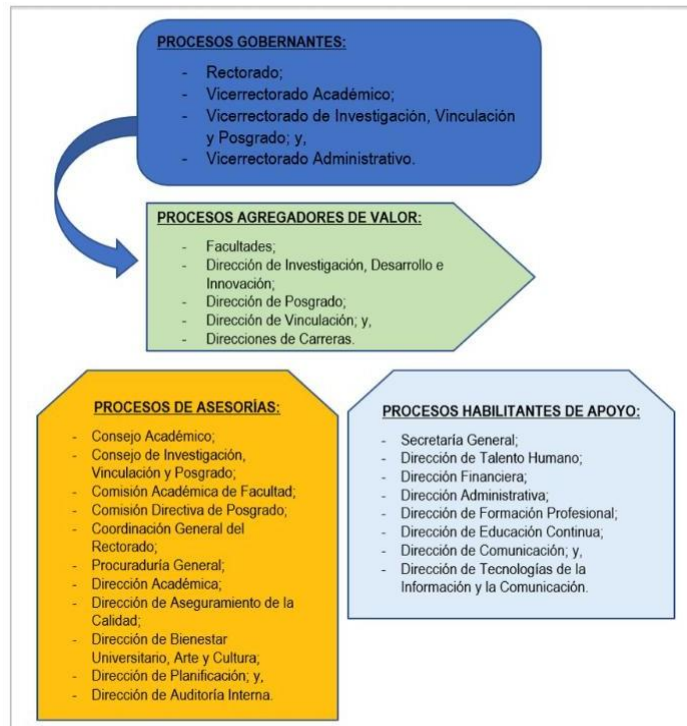 PROCESOS GOBERNANTES:
- Rectorado;
- Vicerrectorado Académico;
- Vicerrectorado de Investigación, Vinculación
y Posgrado; y,
- Vicerrectorado Administrativo.
PROCESOS AGREGADORES DE VALOR:
- Facultades;
- Dirección de Investigación, Desarrollo e
Innovación;
- Dirección de Posgrado;
- Dirección de Vinculación; y,
- Direcciones de Carreras.
PROCESOS DE ASESORÍAS:
- Consejo Académico;
- Consejo de Investigación,
Vinculación y Posgrado;
- Comisión Académica de Facultad;
- Comisión Directiva de Posgrado;
- Coordinación General del
Rectorado;
- Procuraduría General;
- Dirección Académica;
- Dirección de Aseguramiento de la
Calidad;
- Dirección de Bienestar
Universitario, Arte y Cultura;
- Dirección de Planificación; y,
- Dirección de Auditoría Interna.
PROCESOS HABILITANTES DE APOYO:
- Secretaría General;
- Dirección de Talento Humano;
- Dirección Financiera;
- Dirección Administrativa;
- Dirección de Formación Profesional;
- Dirección de Educación Continua;
- Dirección de Comunicación; y,
- Dirección de Tecnologías de la
Información y la Comunicación.